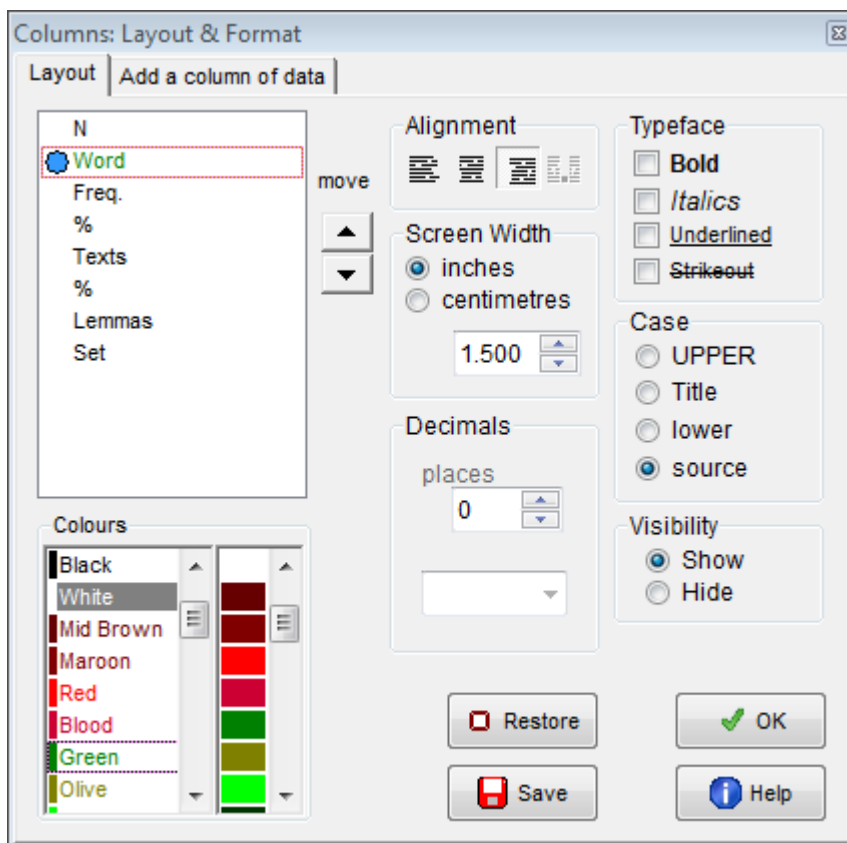 Columns: Layout & Format
Layout
Add a column of data
N
Word
Freq.
%
Texts
%
Lemmas
Set
move
Alignment
Screen Width
inches
centimetres
1.500
Decimals
places
0
Typeface
Bold
Italics
Underlined
Strikeout
Case
UPPER
Title
lower
source
Visibility
Show
Hide
Colours
Black
White
Mid Brown
Maroon
Red
Blood
Green
Olive
Restore
OK
Save
Help